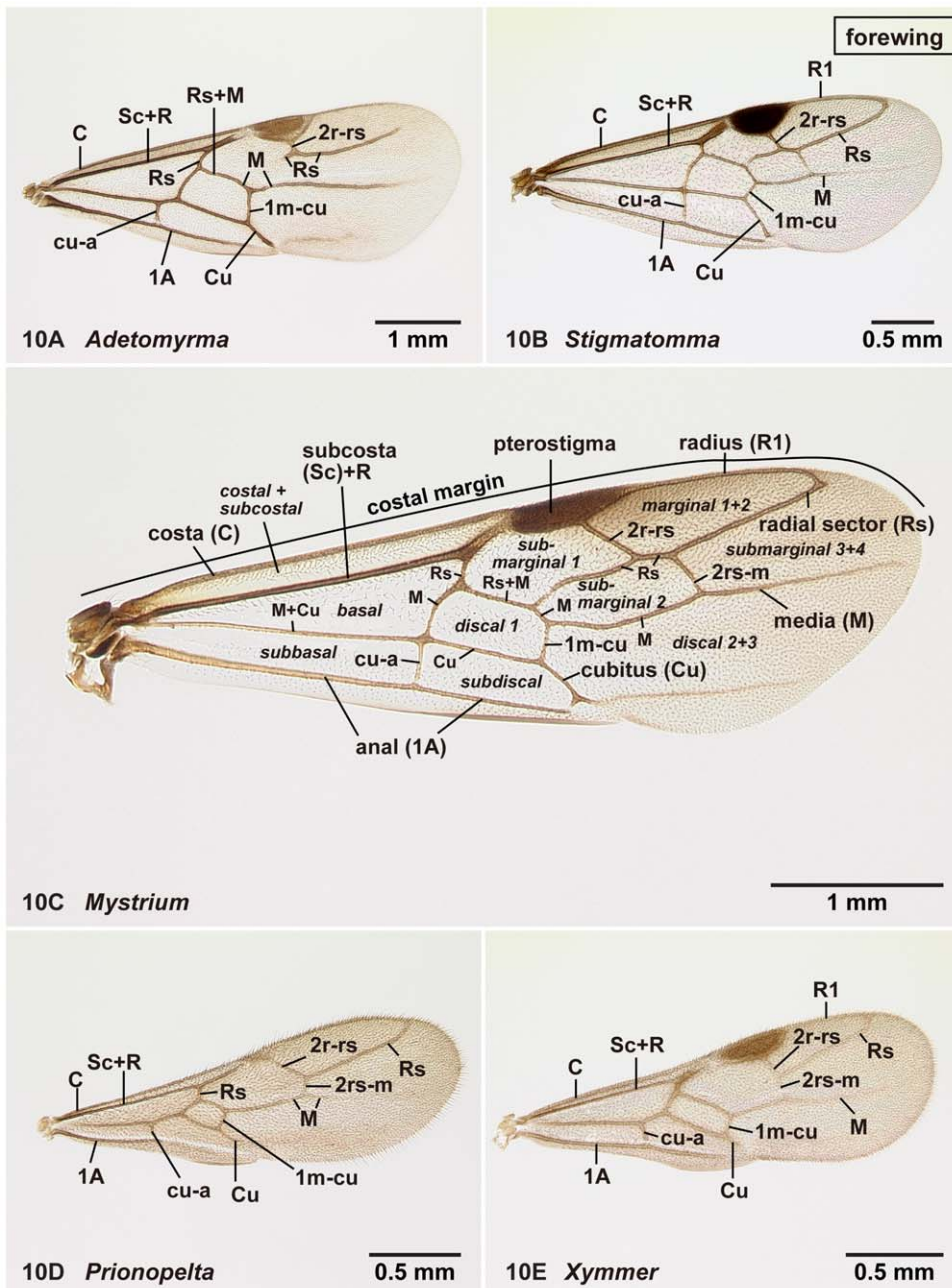 forewing
Rs+M
Sc+R
C
2r-rs
M
Rs
Rs
1m-cu
cu-a
1A
Cu
10A Adetomyrma
1 mm
R1
Sc+R
C
2r-rs
Rs
M
cu-a
1m-cu
1A
Cu
10B Stigmatomma
0.5 mm
pterostigma
radius (R1)
subcosta
(Sc)+R
costal +
subcostal
costal margin
costa (C)
marginal 1+2
2r-rs
radial sector (Rs)
sub-
marginal 1
submarginal 3+4
Rs
Rs+M
Rs
2rs-m
M
M
sub-
marginal 2
M+Cu
basal
media (M)
discal 1
M
1m-cu
discal 2+3
subbasal
cu-a
Cu
cubitus (Cu)
subdiscal
anal (1A)
10C Mystrium
1 mm
Sc+R
C
2r-rs
Rs
Rs
2rs-m
M
1A
cu-a
Cu
1m-cu
10D Prionopelta
0.5 mm
R1
Sc+R
C
2r-rs
Rs
2rs-m
M
cu-a
1m-cu
1A
Cu
10E Xymmer
0.5 mm